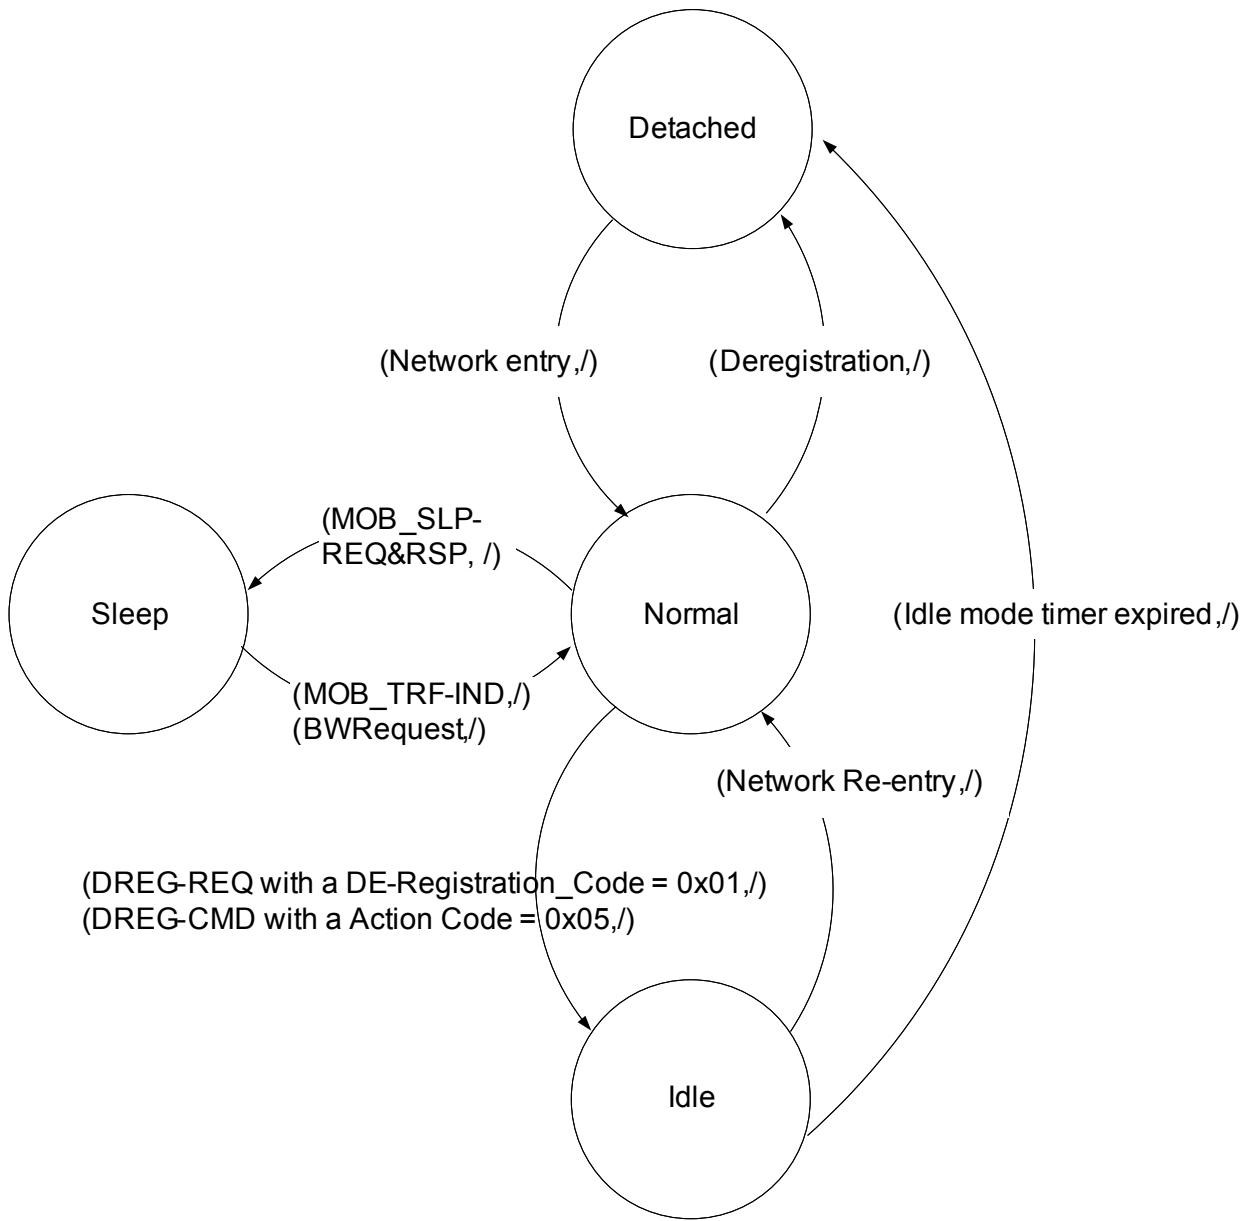 Detached
(Network entry,/)
(Deregistration,/)
(MOB_SLP-
REQ&RSP, /)
Sleep
Normal
(Idle mode timer expired,/)
(MOB_TRF-IND,/)
(BWRequest,/)
(Network Re-entry,/)
(DREG-REQ with a DE-Registration_Code = 0x01,/)
(DREG-CMD with a Action Code = 0x05,/)
Idle